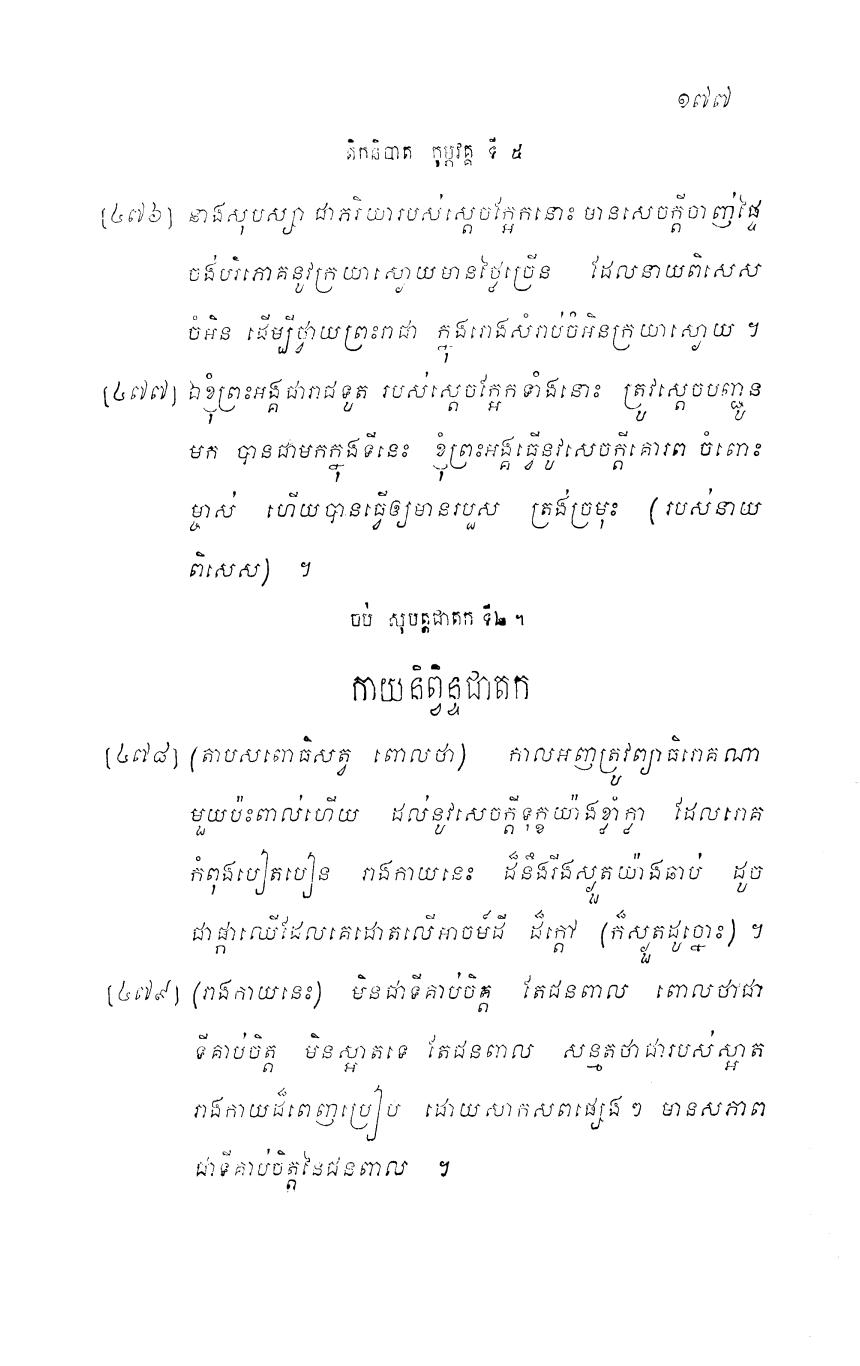 ១៧៧
តិកនិបាត កុម្ភវគ្គ ទី ៥
[៤៧៦] នាងសុបស្សា ជាភរិយារបស់ស្តេចក្អែកនោះ មានសេចក្តីចាញ់ផ្ទៃ
ចង់បរិភោគនូវក្រយាស្ងោយមានថ្លៃច្រើន ដែលនាយពិសេស
ចំអិន ដើម្បីថ្វាយព្រះរាជា ក្នុងរោងសំរាប់ចំអិនក្រយាស្ងោយ ។
[៤៧៧] ឯខ្ញុំព្រះអង្គជារាជទូត របស់ស្តេចក្អែកទាំងនោះ ត្រូវស្តេចបញ្ជូន
មក បានជាមកក្នុងទីនេះ ខ្ញុំព្រះអង្គធ្វើនូវសេចក្តីគោរព ចំពោះ
ម្ចាស់ ហើយបានធ្វើឲ្យមានរបួស ត្រង់ច្រមុះ (របស់នាយ
ពិសេស) ។
ចប់ សុបត្តជាតក ទី២ ។
កាយនិព្វិន្ទជាតក
[៤៧៨] (តាបសពោធិសត្វ ពោលថា) កាលអញត្រូវព្យាធិរោគណា
មួយប៉ះពាល់ហើយ ដល់នូវសេចក្តីទុក្ខយ៉ាងខ្លាំងក្លា ដែលរោគ
កំពុងបៀតបៀន រាងកាយនេះ ដ៏នឹងរីងស្ងួតយ៉ាងឆាប់ ដូច
ជាផ្កាឈើដែលគេដោតលើអាចម៍ដី ដ៏ក្តៅ (ក៏ស្ងួតដូច្នោះ) ។
[៤៧៩] (រាងកាយនេះ) មិនជាទីគាប់ចិត្ត តែជនពាល ពោលថាជា
ទីគាប់ចិត្ត មិនស្អាតទេ តែជនពាល សន្មតថាជារបស់ស្អាត
រាងកាយដ៏ពេញប្រៀប ដោយសាកសពផ្សេង ៗ មានសភាព
ជាទីគាប់ចិត្តនៃជនពាល ។